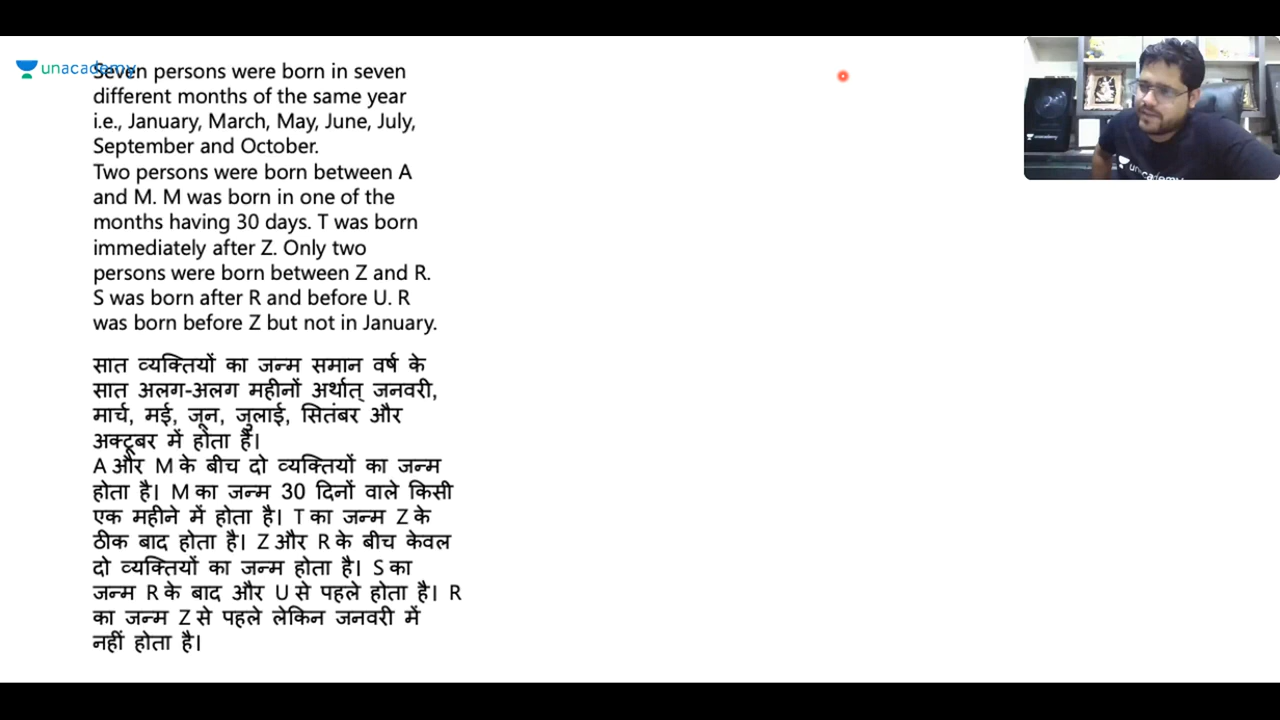 unacademy
Seven persons were born in seven
different months of the same year
i.e., January, March, May, June, July,
September and October.
Two persons were born between A
and M. M was born in one of the
months having 30 days. T was born
immediately after Z. Only two
persons were born between Z and R.
S was born after R and before U. R
was born before Z but not in January.
सात व्यक्तियों का जन्म समान वर्ष के
सात अलग-अलग महीनों अर्थात् जनवरी,
मार्च, मई, जून, जुलाई, सितंबर और
अक्टूबर में होता है।
A और M के बीच दो व्यक्तियों का जन्म
होता है। M का जन्म 30 दिनों वाले किसी
एक महीने में होता है। T का जन्म Z के
ठीक बाद होता है। Z और R के बीच केवल
दो व्यक्तियों का जन्म होता है। S का
जन्म R के बाद और U से पहले होता है। R
का जन्म Z से पहले लेकिन जनवरी में
नहीं होता है।
unacademy